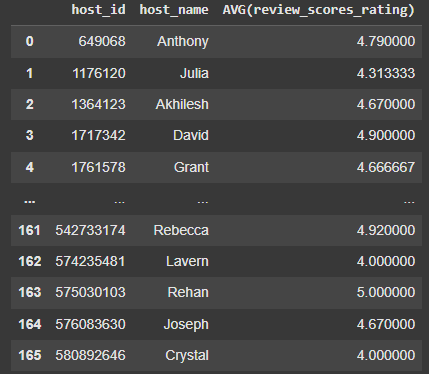 host_id host_name AVG(review_scores_rating)
0 649068 Anthony 4.790000
1 1176120 Julia 4.313333
2 1364123 Akhilesh 4.670000
3 1717342 David 4.900000
4 1761578 Grant 4.666667
... ... ... ...
161 542733174 Rebecca 4.920000
162 574235481 Lavern 4.000000
163 575030103 Rehan 5.000000
164 576083630 Joseph 4.670000
165 580892646 Crystal 4.000000